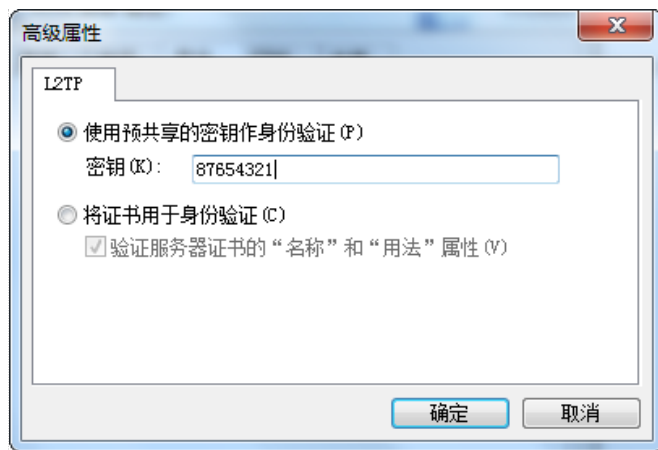 高级属性
L2TP
使用预共享的密钥作身份验证(P)
密钥(K): 87654321
将证书用于身份验证(C)
验证服务器证书的“名称”和“用法”属性(V)
确定 取消